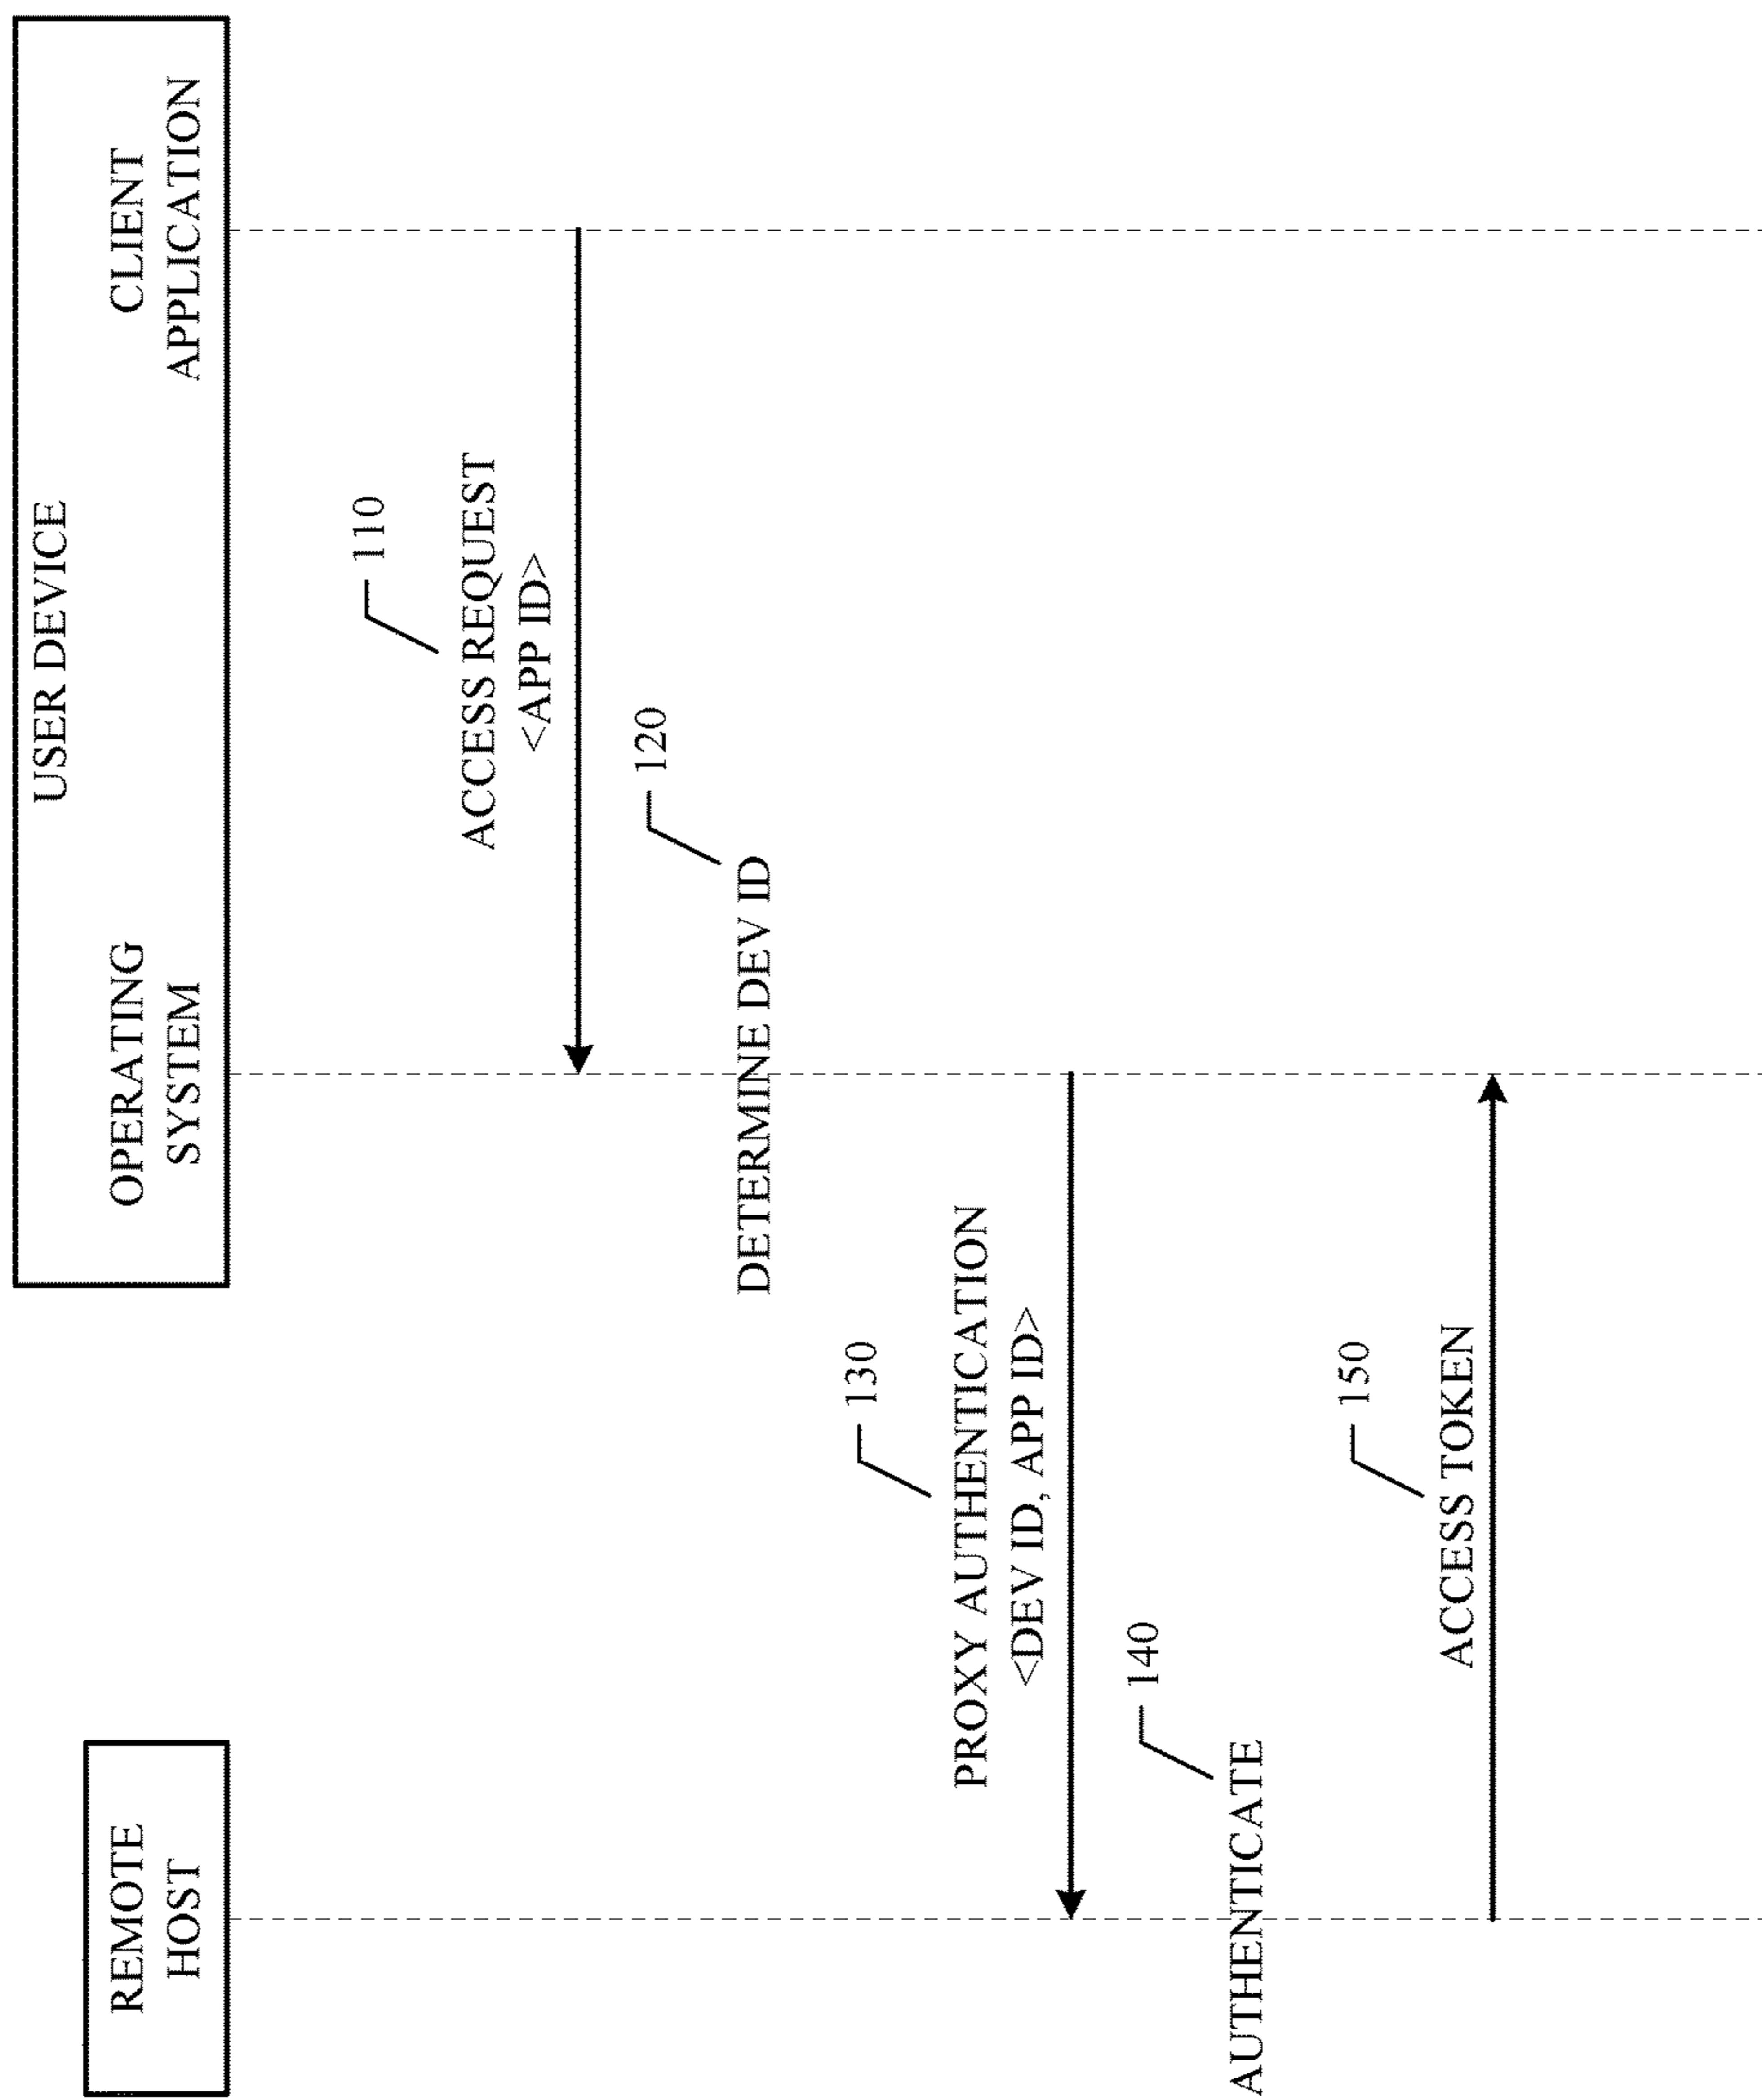 REMOTE
HOST
USER DEVICE
OPERATING
SYSTEM
CLIENT
APPLICATION
110
ACCESS REQUEST
<APP ID>
120
DETERMINE DEV ID
130
PROXY AUTHENTICATION
<DEV ID, APP ID>
140
AUTHENTICATE
150
ACCESS TOKEN